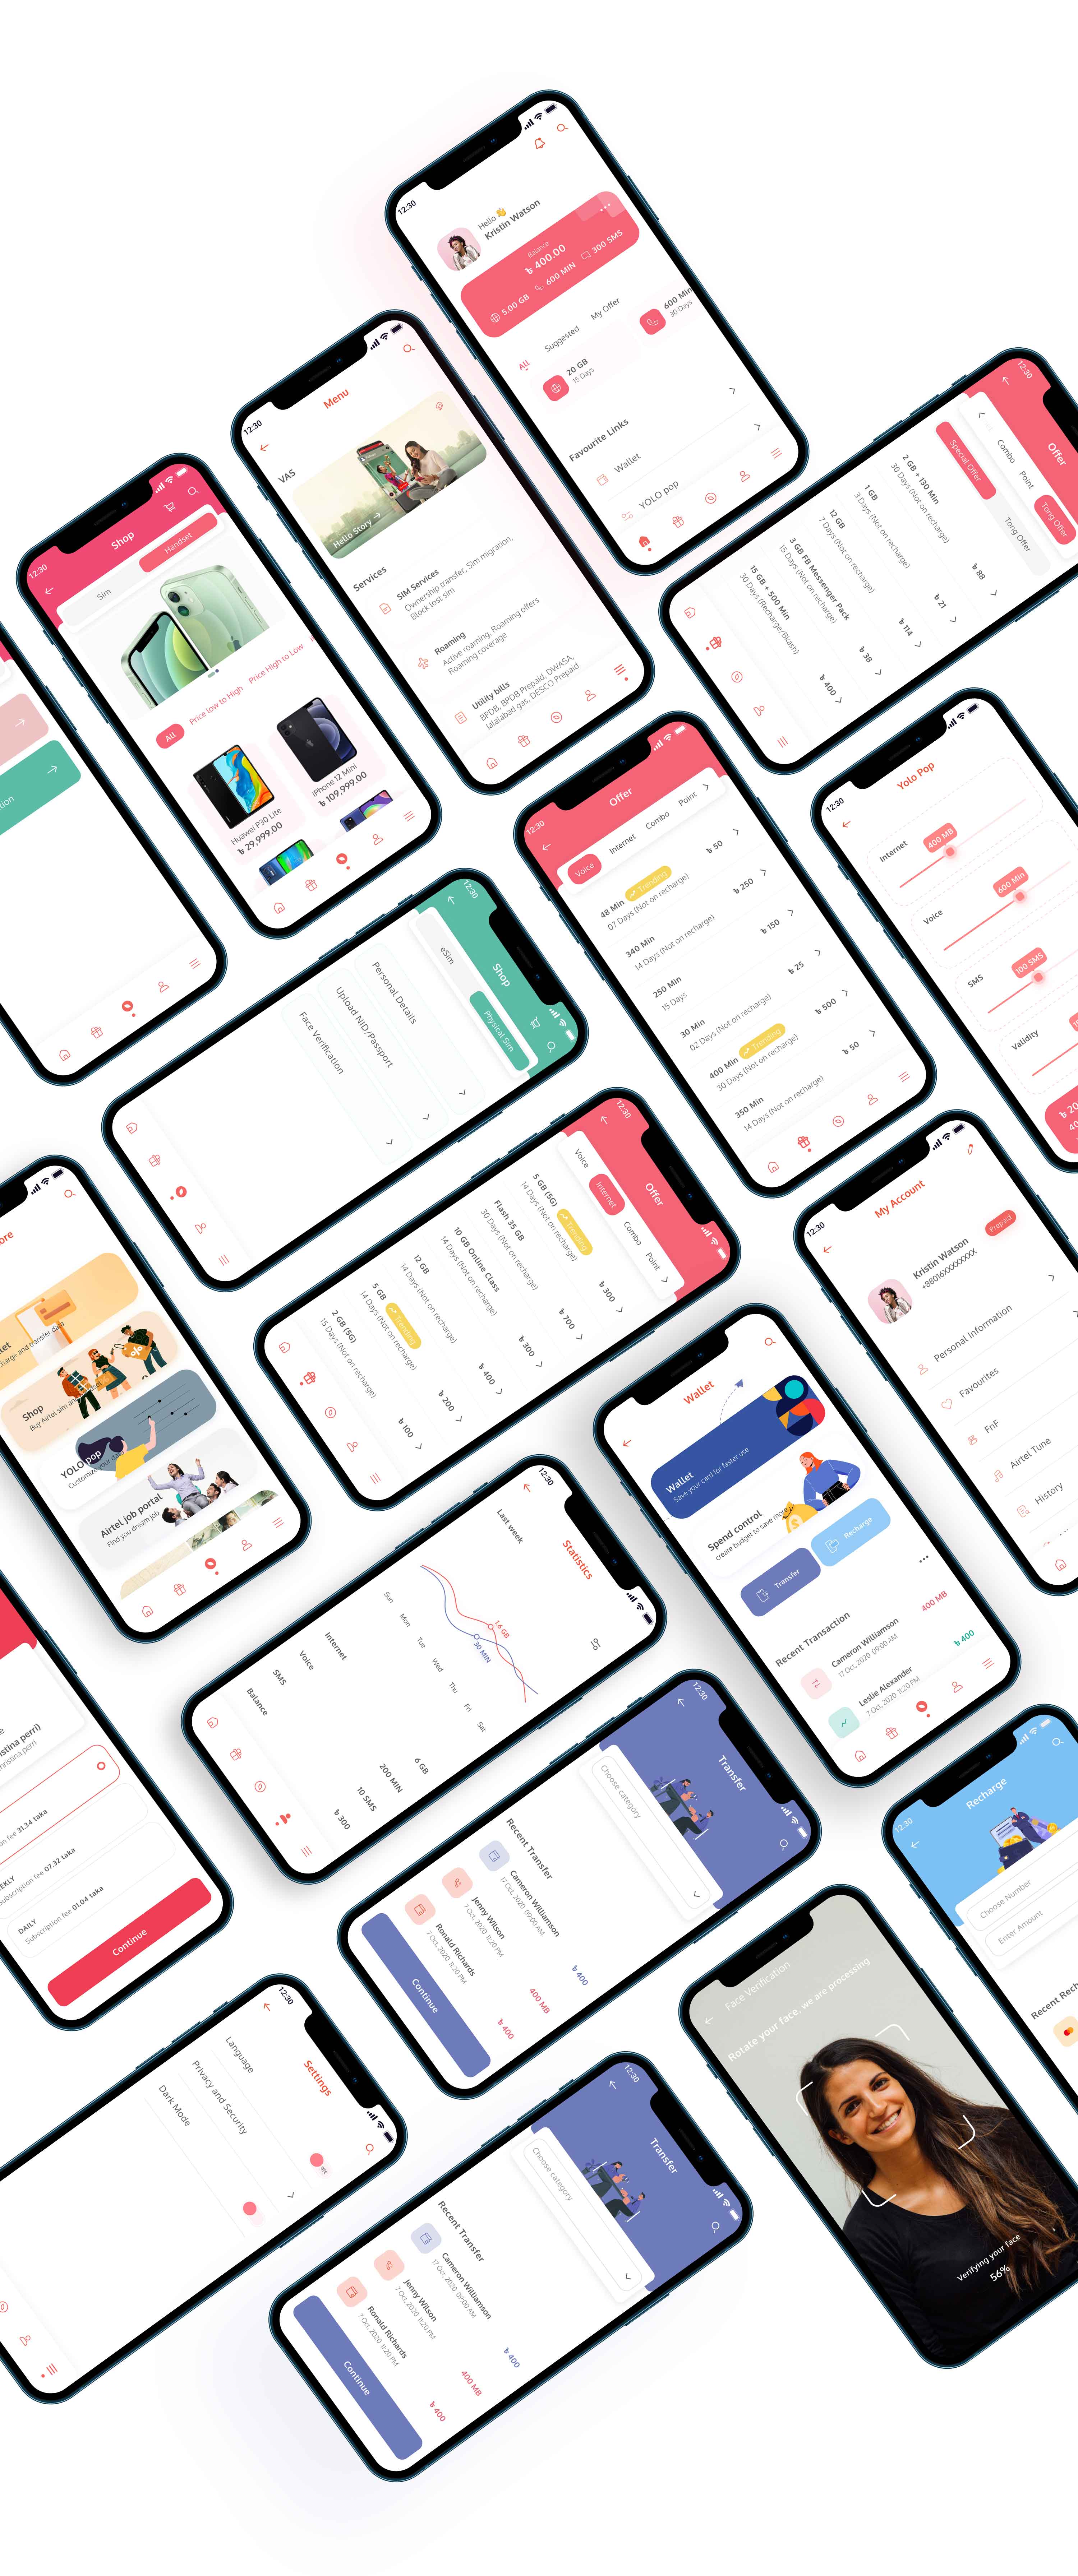 12:30
Hello 👋
Kristin Watson
Balance
৳ 400.00
5.00 GB
600 MIN
300 SMS
All
Suggested
My Offer
20 GB
15 Days
600 Min
30 Days
Favourite Links
Wallet
YOLO pop
12:30
Menu
VAS
Hello Story →
Services
SIM Services
Ownership transfer, Sim migration,
Block lost sim
Roaming
Active roaming, Roaming offers
Roaming coverage
Utility bills
BPDB, BPDB Prepaid, DWASA,
Jalalabad gas, DESCO Prepaid
12:30
Offer
Combo
Point
Tong Offer
Special Offer
Tong Offer
2 GB + 130 Min
30 Days (Not on recharge)
৳ 88
1 GB
3 Days (Not on recharge)
৳ 21
12 GB
7 Days (Not on recharge)
৳ 114
3 GB FB Messenger Pack
15 Days (Not on recharge)
৳ 38
15 GB + 500 Min
30 Days (Recharge/Bkash)
৳ 400
12:30
Shop
Sim
Handset
All
Price low to High
Price High to Low
Huawei P30 Lite
৳ 29,999.00
iPhone 12 Mini
৳ 109,999.00
12:30
Offer
Voice
Internet
Combo
Point
48 Min
Trending
07 Days (Not on recharge)
৳ 50
340 Min
14 Days (Not on recharge)
৳ 250
250 Min
15 Days
৳ 150
30 Min
02 Days (Not on recharge)
৳ 25
400 Min
Trending
30 Days (Not on recharge)
৳ 500
350 Min
14 Days (Not on recharge)
৳ 50
12:30
Yolo Pop
Internet
400 MB
Voice
600 Min
SMS
100 SMS
Validity
12:30
Shop
eSim
Physical Sim
Personal Details
Upload NID/Passport
Face Verification
12:30
Offer
Voice
Internet
Combo
Point
5 GB (5G)
Trending
14 Days (Not on recharge)
৳ 300
Flash 35 GB
30 Days (Not on recharge)
৳ 700
10 GB Online Class
14 Days (Not on recharge)
৳ 300
12 GB
14 Days (Not on recharge)
৳ 400
5 GB
Trending
14 Days (Not on recharge)
৳ 200
2 GB (5G)
15 Days (Not on recharge)
৳ 100
12:30
My Account
Kristin Watson
+88016XXXXXXXX
Prepaid
Personal Information
Favourites
FnF
Airtel Tune
History
Shop
Buy Airtel sim an
YOLO pop
Customize your data
Airtel job portal
Find you dream job
12:30
Statistics
Last week
1.6 GB
30 MIN
Sun
Mon
Tue
Wed
Thu
Fri
Sat
Internet
6 GB
Voice
200 MIN
SMS
10 SMS
Balance
৳ 300
Wallet
Wallet
Save your card for faster use
Spend control
create budget to save more
Transfer
Recharge
Recent Transaction
Cameron Williamson
17 Oct, 2020 09:00 AM
400 MB
Leslie Alexander
7 Oct, 2020 11:20 PM
৳ 400
on fee 31.34 taka
Subscription fee 07.32 taka
DAILY
Subscription fee 01.04 taka
Continue
12:30
Transfer
Choose category
Recent Transfer
Cameron Williamson
17 Oct, 2020 09:00 AM
৳ 400
Jenny Wilson
7 Oct, 2020 11:20 PM
400 MB
Ronald Richards
7 Oct, 2020 11:20 PM
৳ 400
Continue
12:30
Recharge
Choose Number
Enter Amount
12:30
Settings
Language
Privacy and Security
Dark Mode
12:30
Transfer
Choose category
Recent Transfer
Cameron Williamson
17 Oct, 2020 09:00 AM
৳ 400
Jenny Wilson
7 Oct, 2020 11:20 PM
400 MB
Ronald Richards
7 Oct, 2020 11:20 PM
৳ 400
Continue
Face Verification
Rotate your face, we are processing
Verifying your face
56%